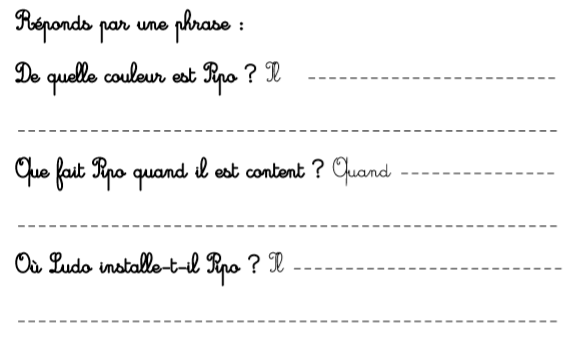 Réponds par une phrase :
De quelle couleur est Pipo ? Il
Que fait Pipo quand il est content ? Quand
Où Ludo installe-t-il Pipo ? Il